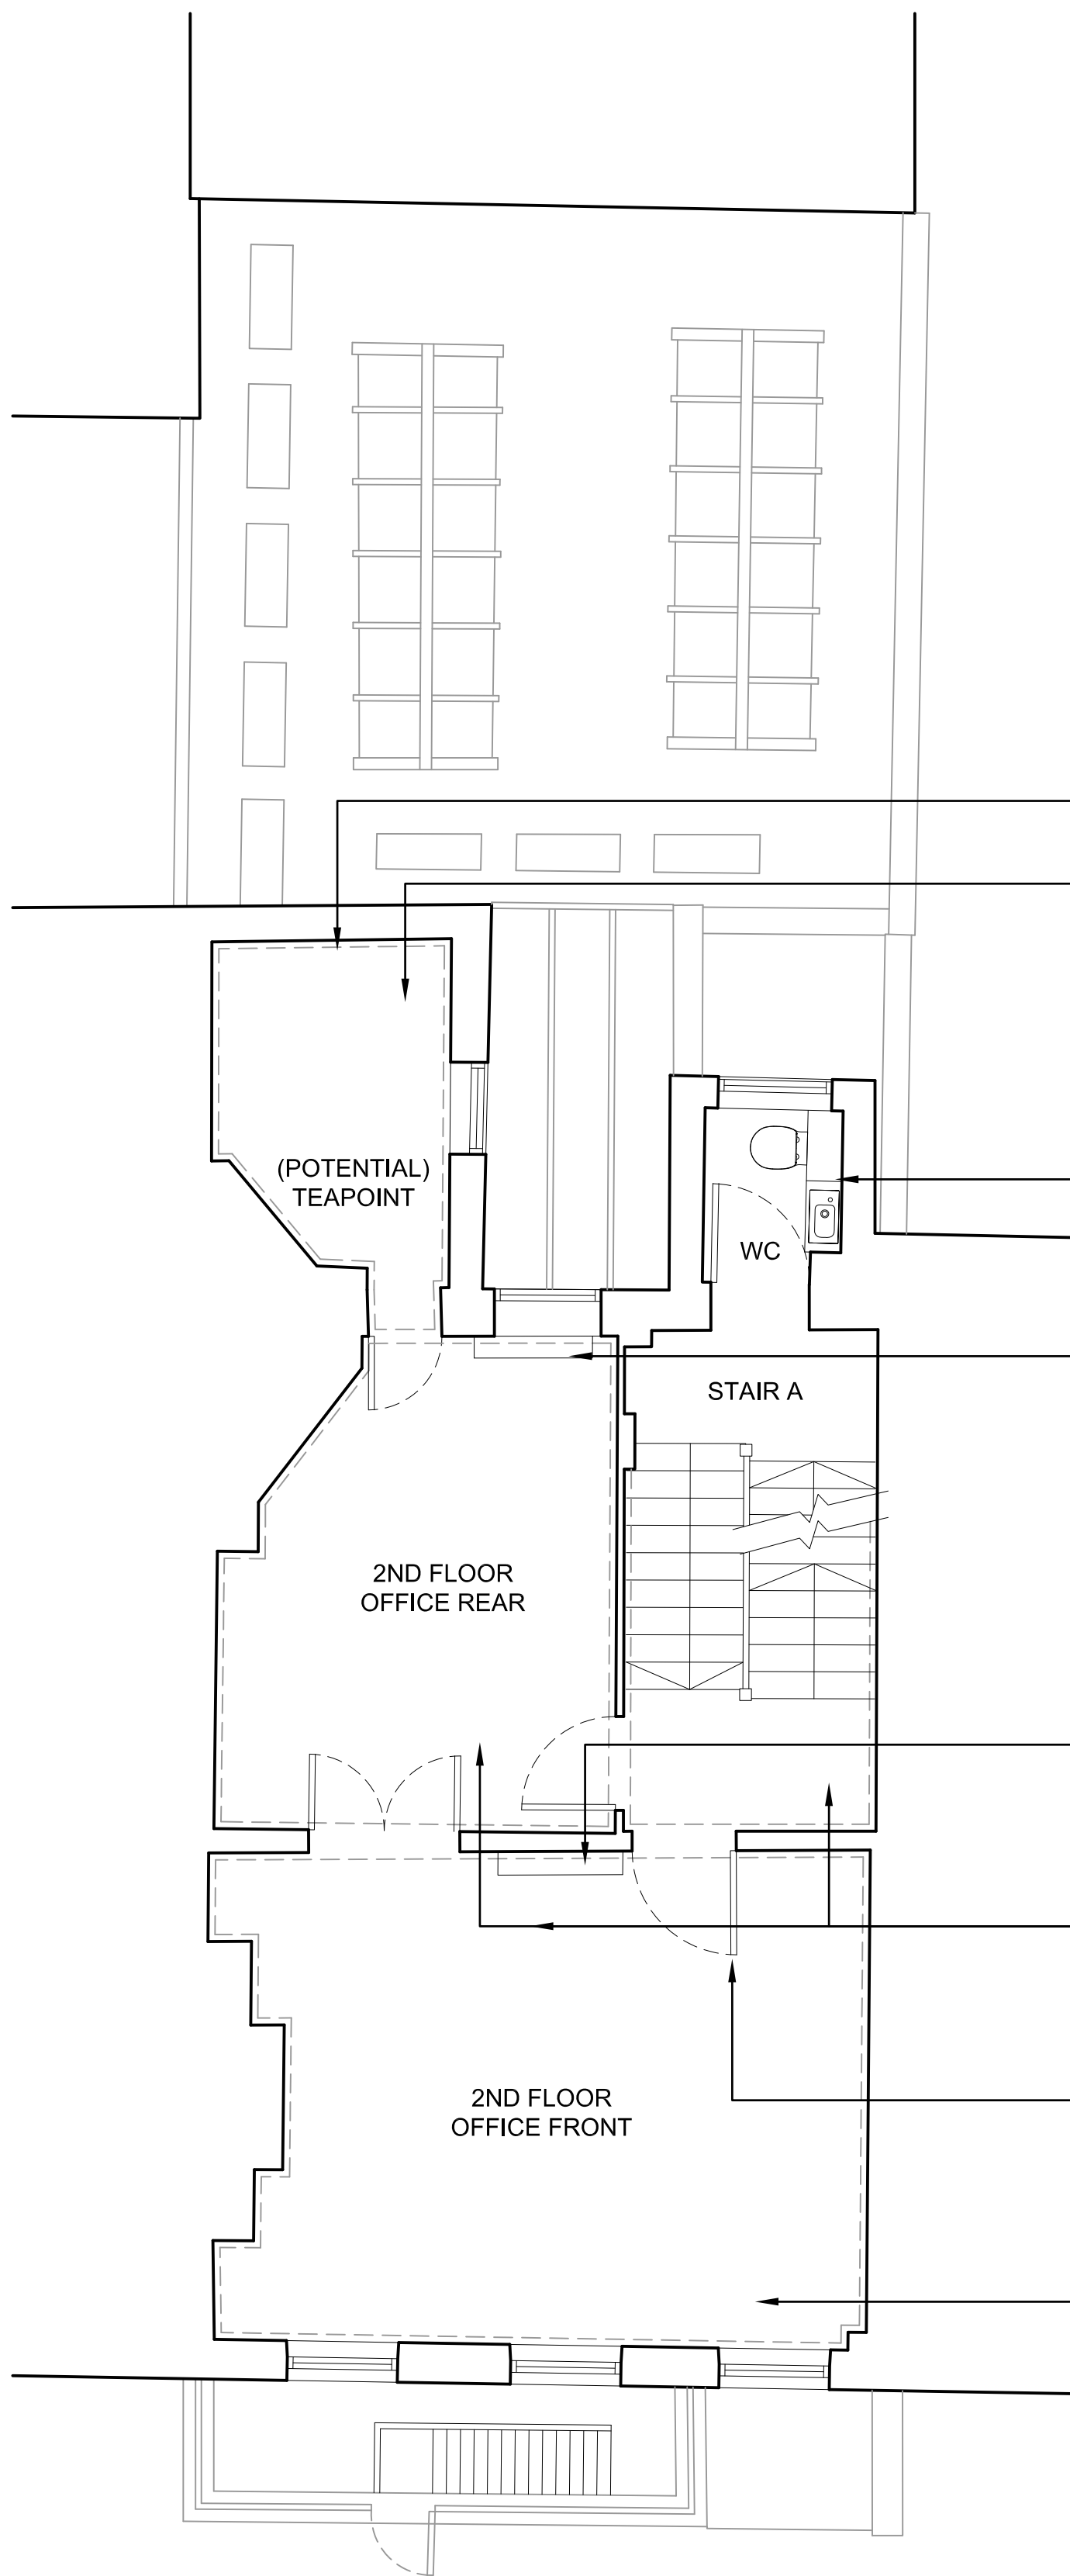 (POTENTIAL)
TEAPOINT
WC
STAIR A
2ND FLOOR
OFFICE REAR
2ND FLOOR
OFFICE FRONT